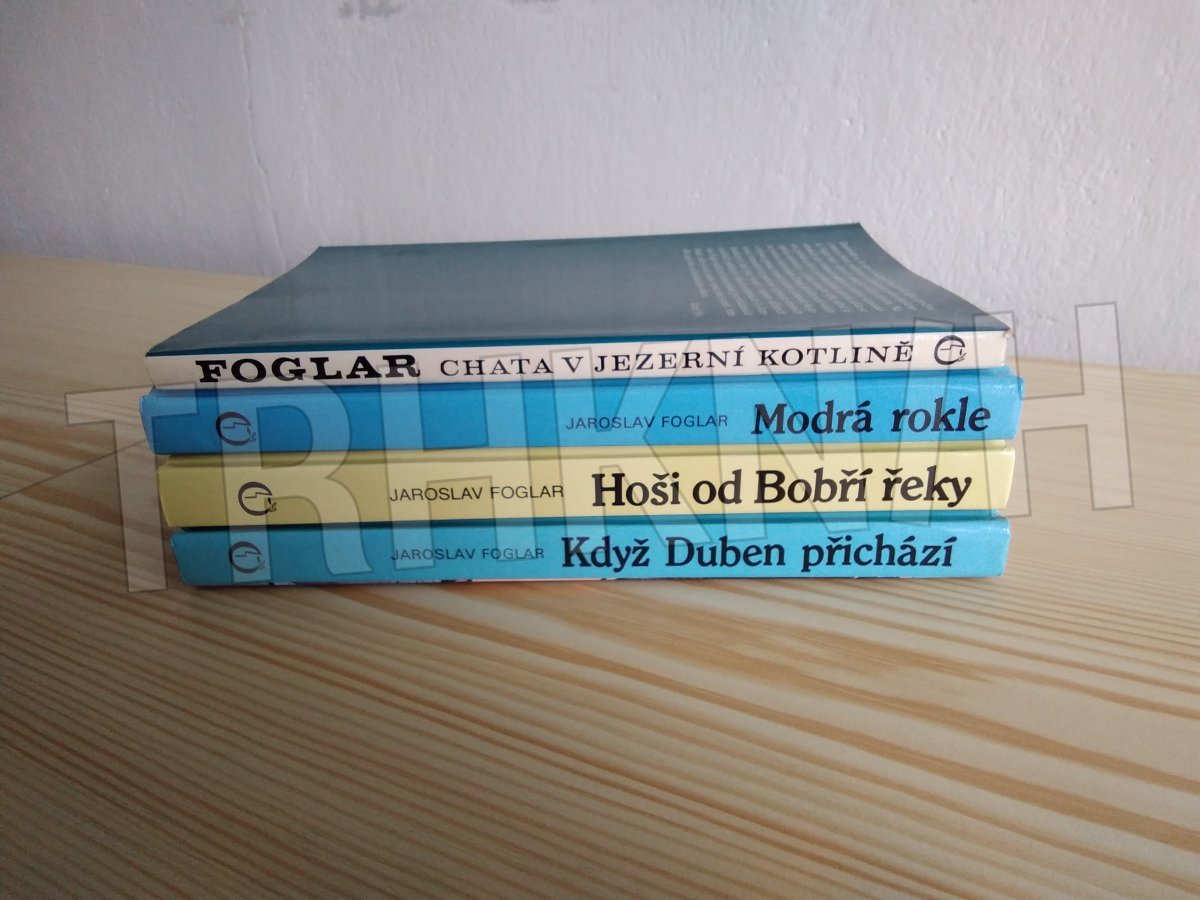 FOGLAR CHATA V JEZERNÍ KOTLINĚ
JAROSLAV FOGLAR Modrá rokle
JAROSLAV FOGLAR Hoši od Bobří řeky
JAROSLAV FOGLAR Když Duben přichází
TRHKNIH